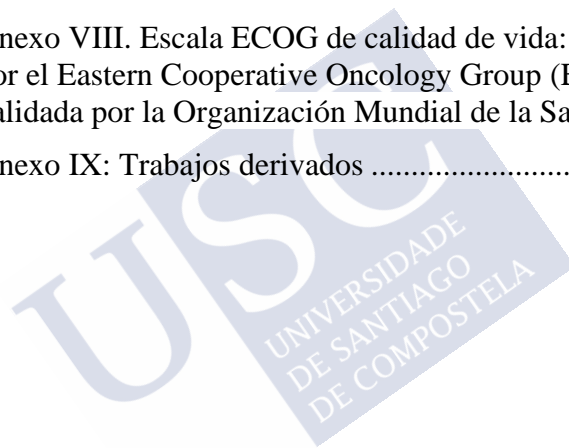 nexo VIII. Escala ECOG de calidad de vida:
or el Eastern Cooperative Oncology Group (E
alidada por la Organización Mundial de la Sa
nexo IX: Trabajos derivados .........................
USC
UNIVERSIDADE
DE SANTIAGO
DE COMPOSTELA